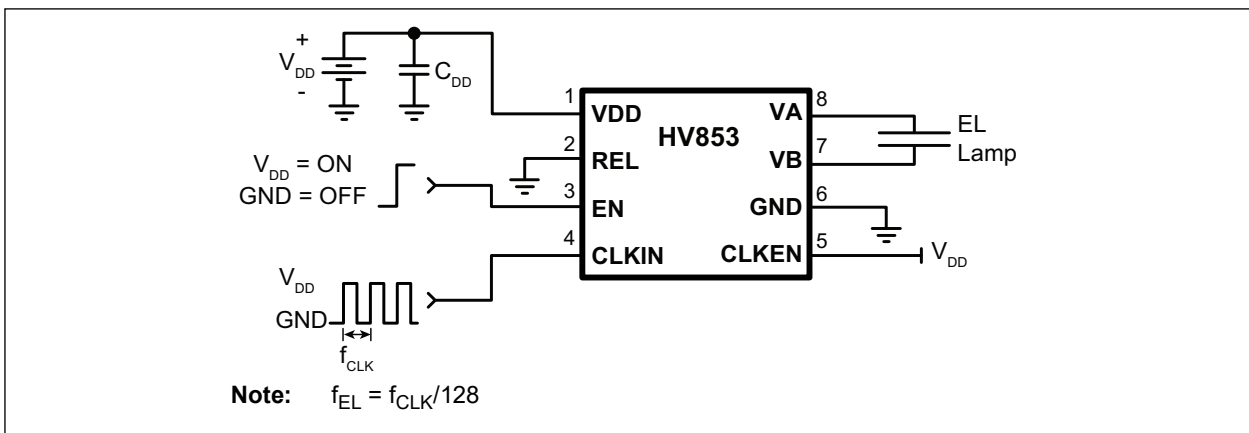 +
V_DD
-
C_DD
V_DD = ON
GND = OFF
V_DD
GND
f_CLK
1
2
3
4
VDD
REL
EN
CLKIN
HV853
VA
VB
GND
CLKEN
8
7
6
5
EL
Lamp
V_DD
Note: f_EL = f_CLK/128